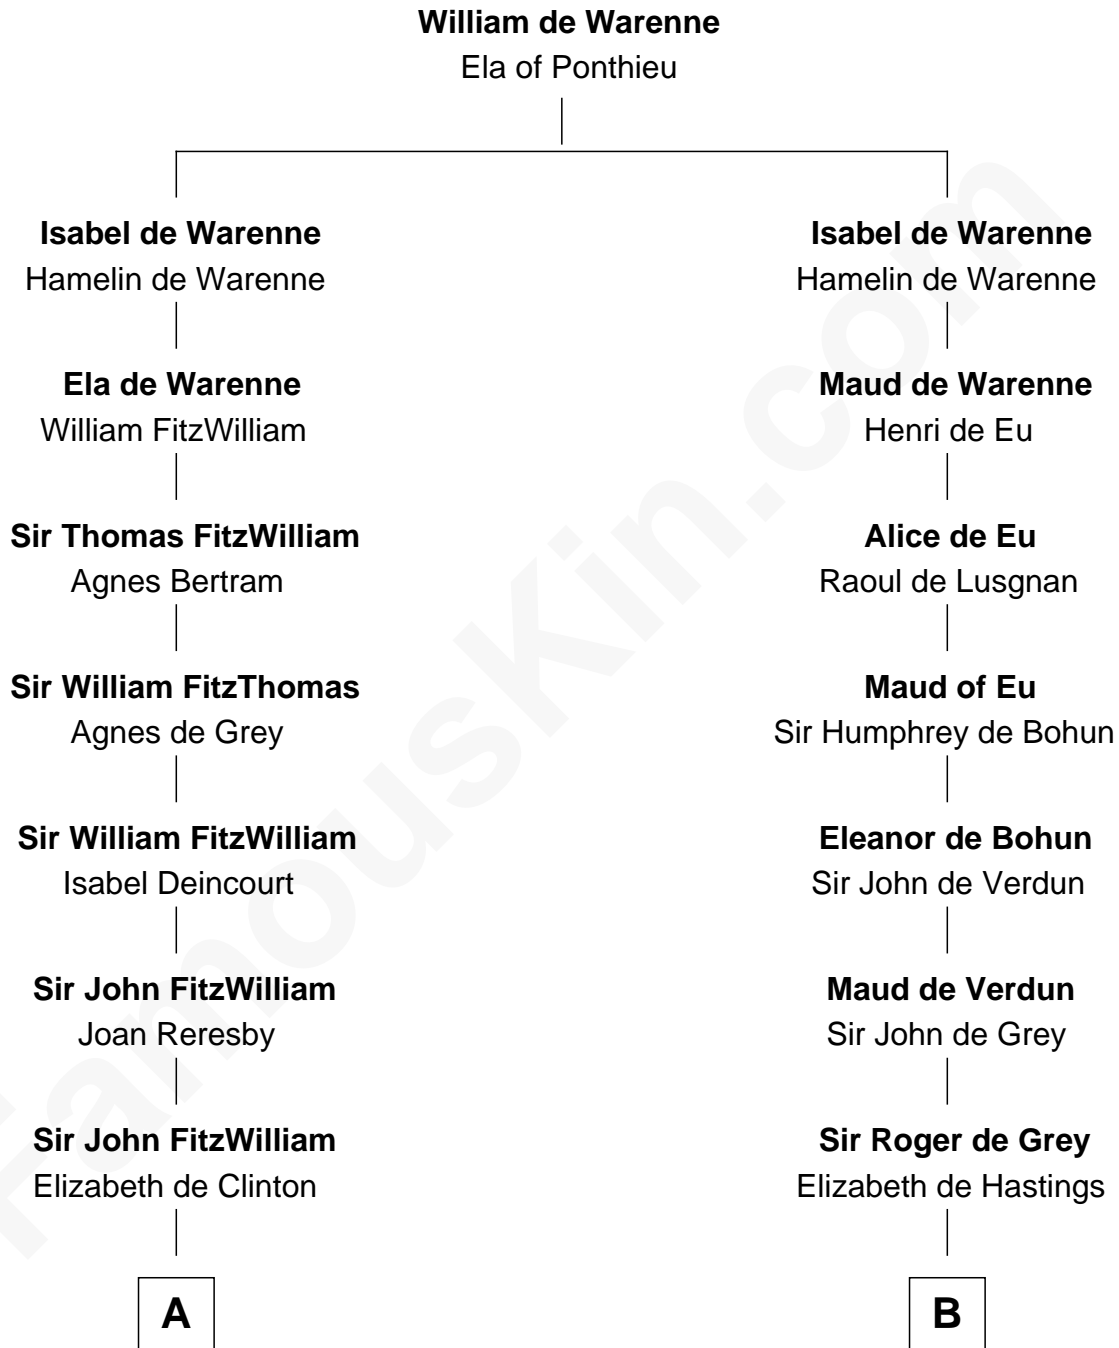 William de Warenne
Ela of Ponthieu
Isabel de Warenne
Hamelin de Warenne
Ela de Warenne
William FitzWilliam
Sir Thomas FitzWilliam
Agnes Bertram
Sir William FitzThomas
Agnes de Grey
Sir William FitzWilliam
Isabel Deincourt
Sir John FitzWilliam
Joan Reresby
Sir John FitzWilliam
Elizabeth de Clinton
A
Isabel de Warenne
Hamelin de Warenne
Maud de Warenne
Henri de Eu
Alice de Eu
Raoul de Lusgnan
Maud of Eu
Sir Humphrey de Bohun
Eleanor de Bohun
Sir John de Verdun
Maud de Verdun
Sir John de Grey
Sir Roger de Grey
Elizabeth de Hastings
B
FamousKin.com